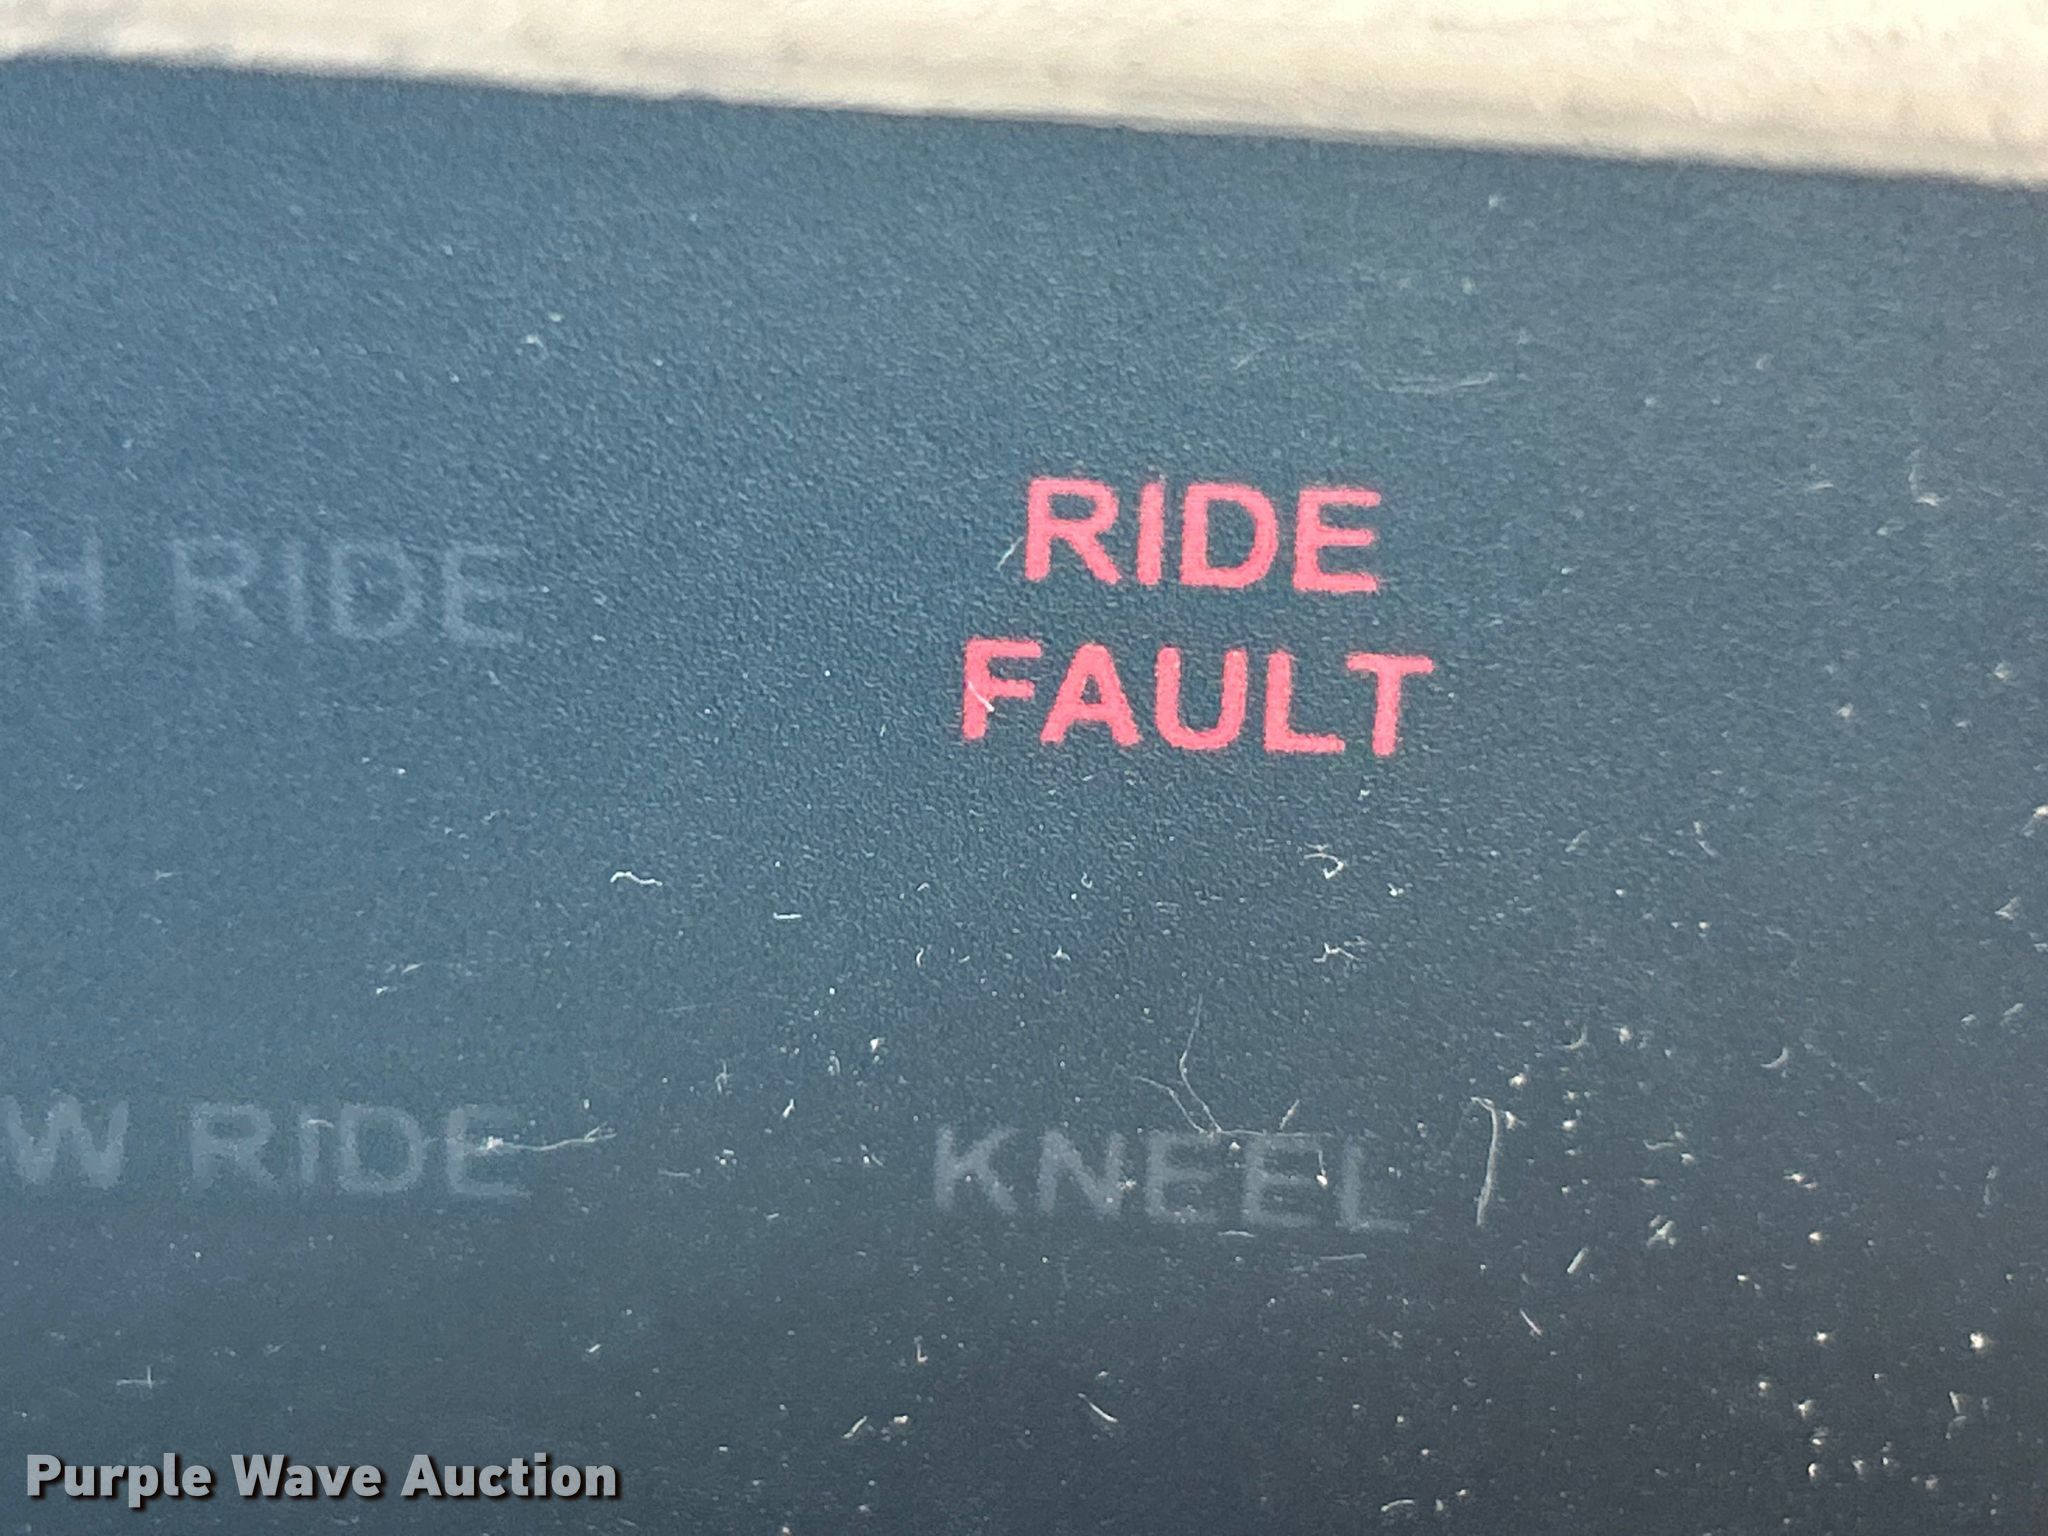 H RIDE
RIDE
FAULT
W RIDE
KNEEL
Purple Wave Auction